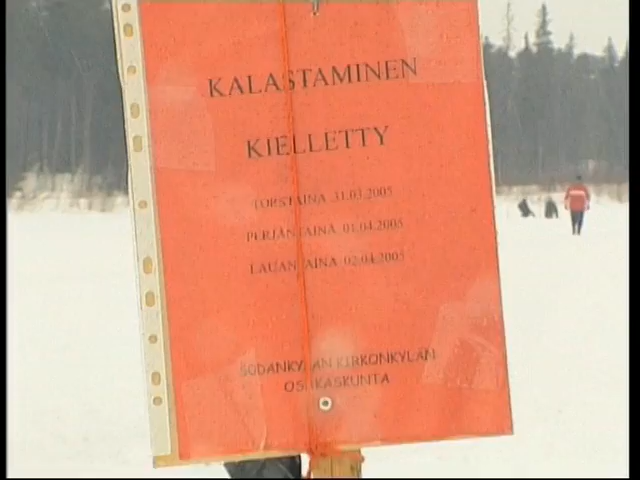 KALASTAMINEN
KIELLETTY
TORSTAINA 31.03.2005
PERJANTAINA 01.04.2005
LAUANTAINA 02.04.2005
SODANKYLÄN KIRKONKYLÄN
OSAKASKUNTA